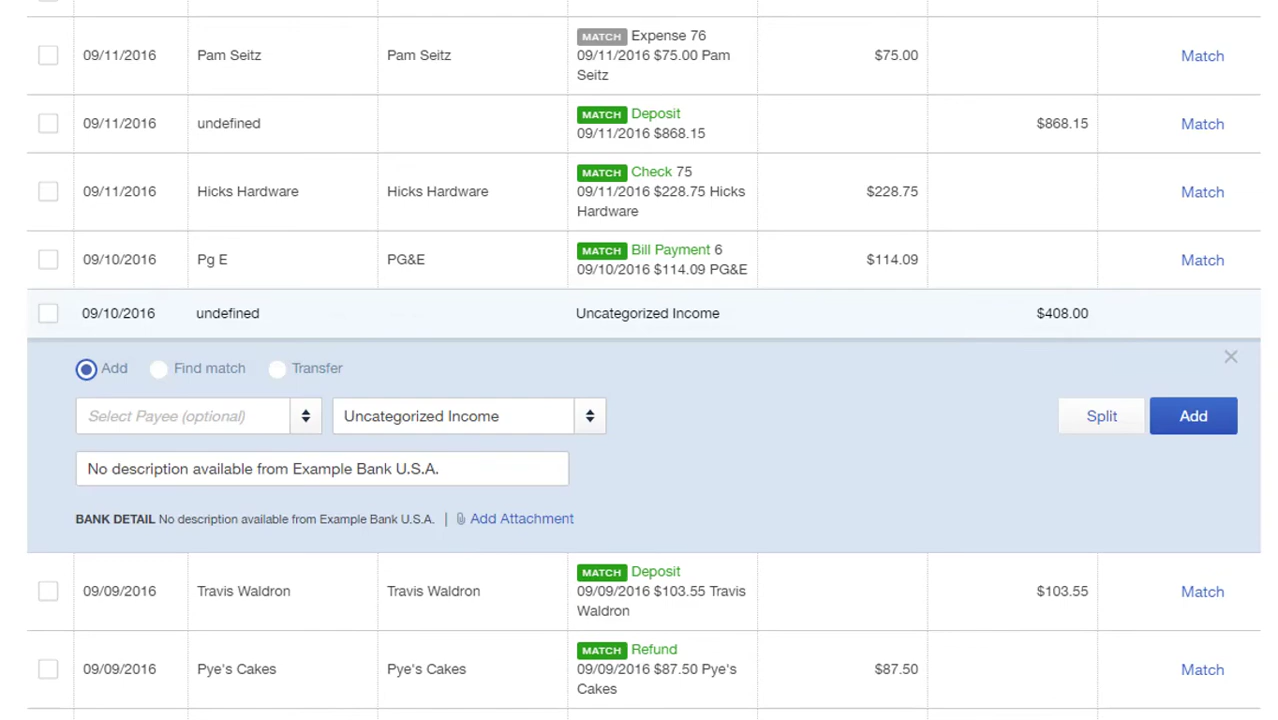 MATCH Expense 76
09/11/2016 Pam Seitz Pam Seitz 09/11/2016 $75.00 Pam $75.00 Match
Seitz
MATCH Deposit
09/11/2016 undefined 09/11/2016 $868.15 $868.15 Match
MATCH Check 75
09/11/2016 Hicks Hardware Hicks Hardware 09/11/2016 $228.75 Hicks $228.75 Match
Hardware
MATCH Bill Payment 6
09/10/2016 Pg E PG&E 09/10/2016 $114.09 PG&E $114.09 Match
09/10/2016 undefined Uncategorized Income $408.00
Add Find match Transfer
Select Payee (optional) Uncategorized Income Split Add
No description available from Example Bank U.S.A.
BANK DETAIL No description available from Example Bank U.S.A. | Add Attachment
MATCH Deposit
09/09/2016 Travis Waldron Travis Waldron 09/09/2016 $103.55 Travis $103.55 Match
Waldron
MATCH Refund
09/09/2016 Pye's Cakes Pye's Cakes 09/09/2016 $87.50 Pye's $87.50 Match
Cakes